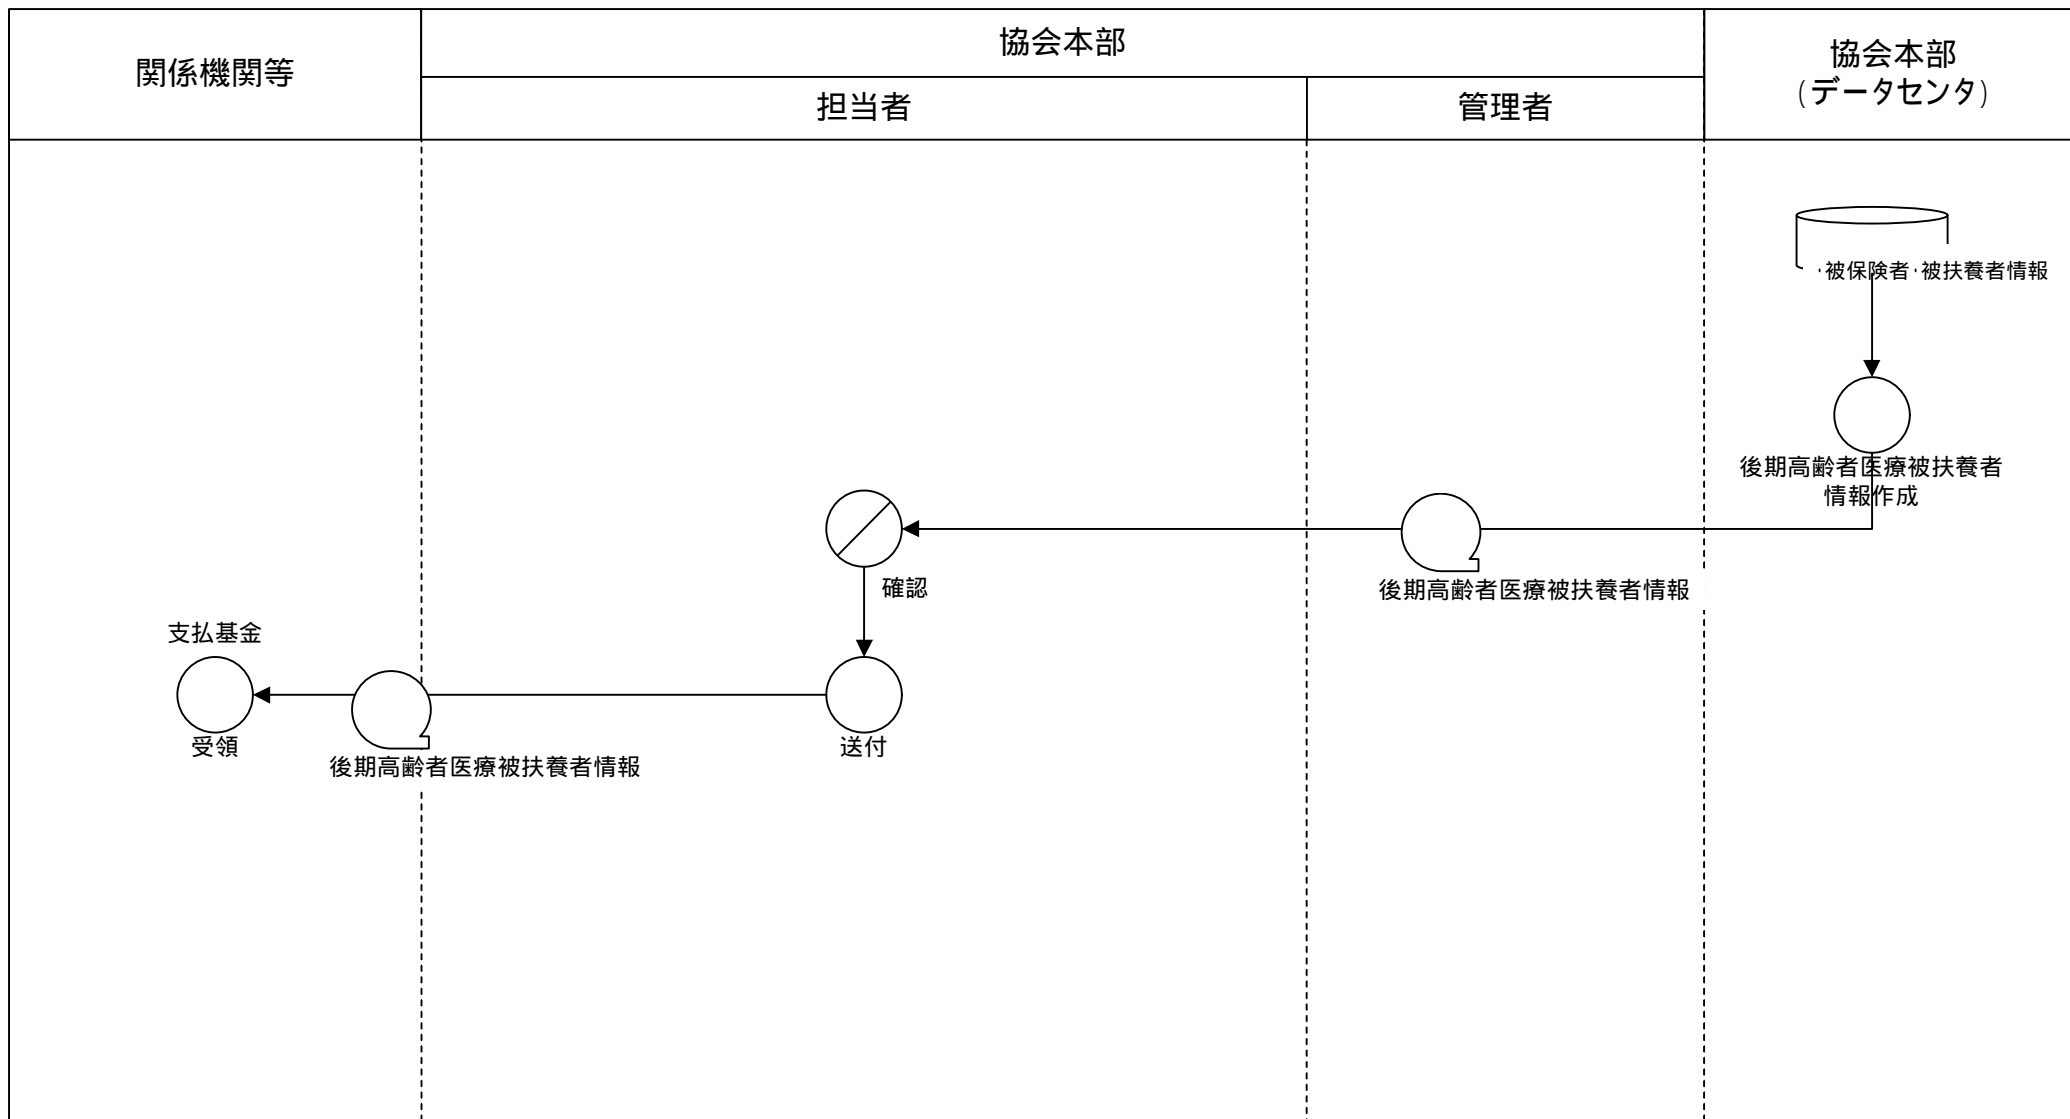 関係機関等
協会本部
担当者
管理者
協会本部
(データセンタ)
・被保険者・被扶養者情報
後期高齢者医療被扶養者
情報作成
確認
後期高齢者医療被扶養者情報
支払基金
受領
送付
後期高齢者医療被扶養者情報